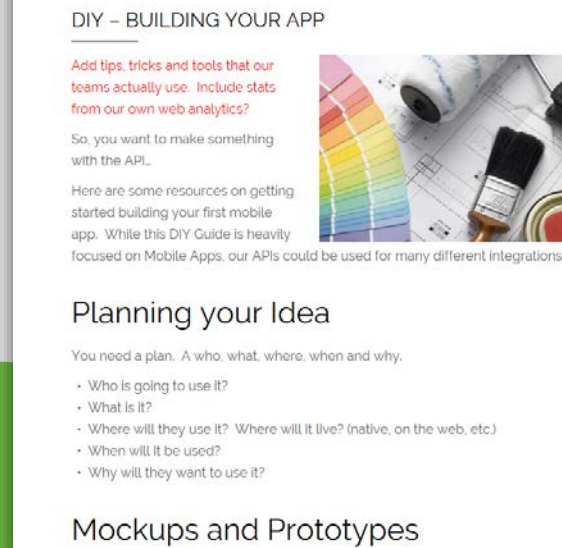 DIY – BUILDING YOUR APP
Add tips, tricks and tools that our
teams actually use.  Include stats
from our own web analytics?
So, you want to make something
with the API…
Here are some resources on getting
started building your first mobile
app.  While this DIY Guide is heavily
focused on Mobile Apps, our APIs could be used for many different integrations
Planning your Idea
You need a plan.  A who, what, where, when and why.
• Who is going to use it?
• What is it?
• Where will they use it?  Where will it live? (native, on the web, etc.)
• When will it be used?
• Why will they want to use it?
Mockups and Prototypes